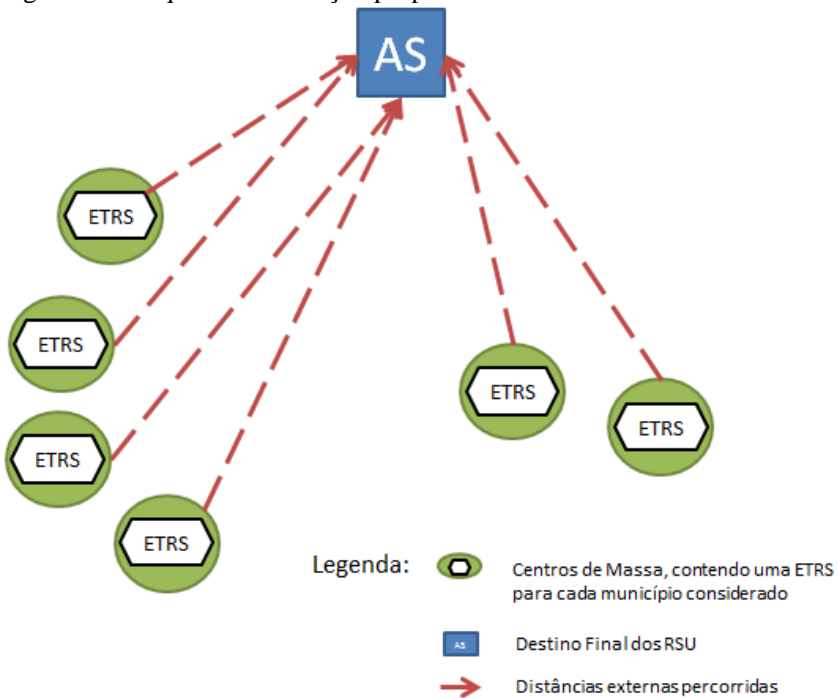 AS
ETRS
ETRS
ETRS
ETRS
ETRS
ETRS
Legenda:
Centros de Massa, contendo uma ETRS
para cada município considerado
AS
Destino Final dos RSU
Distâncias externas percorridas